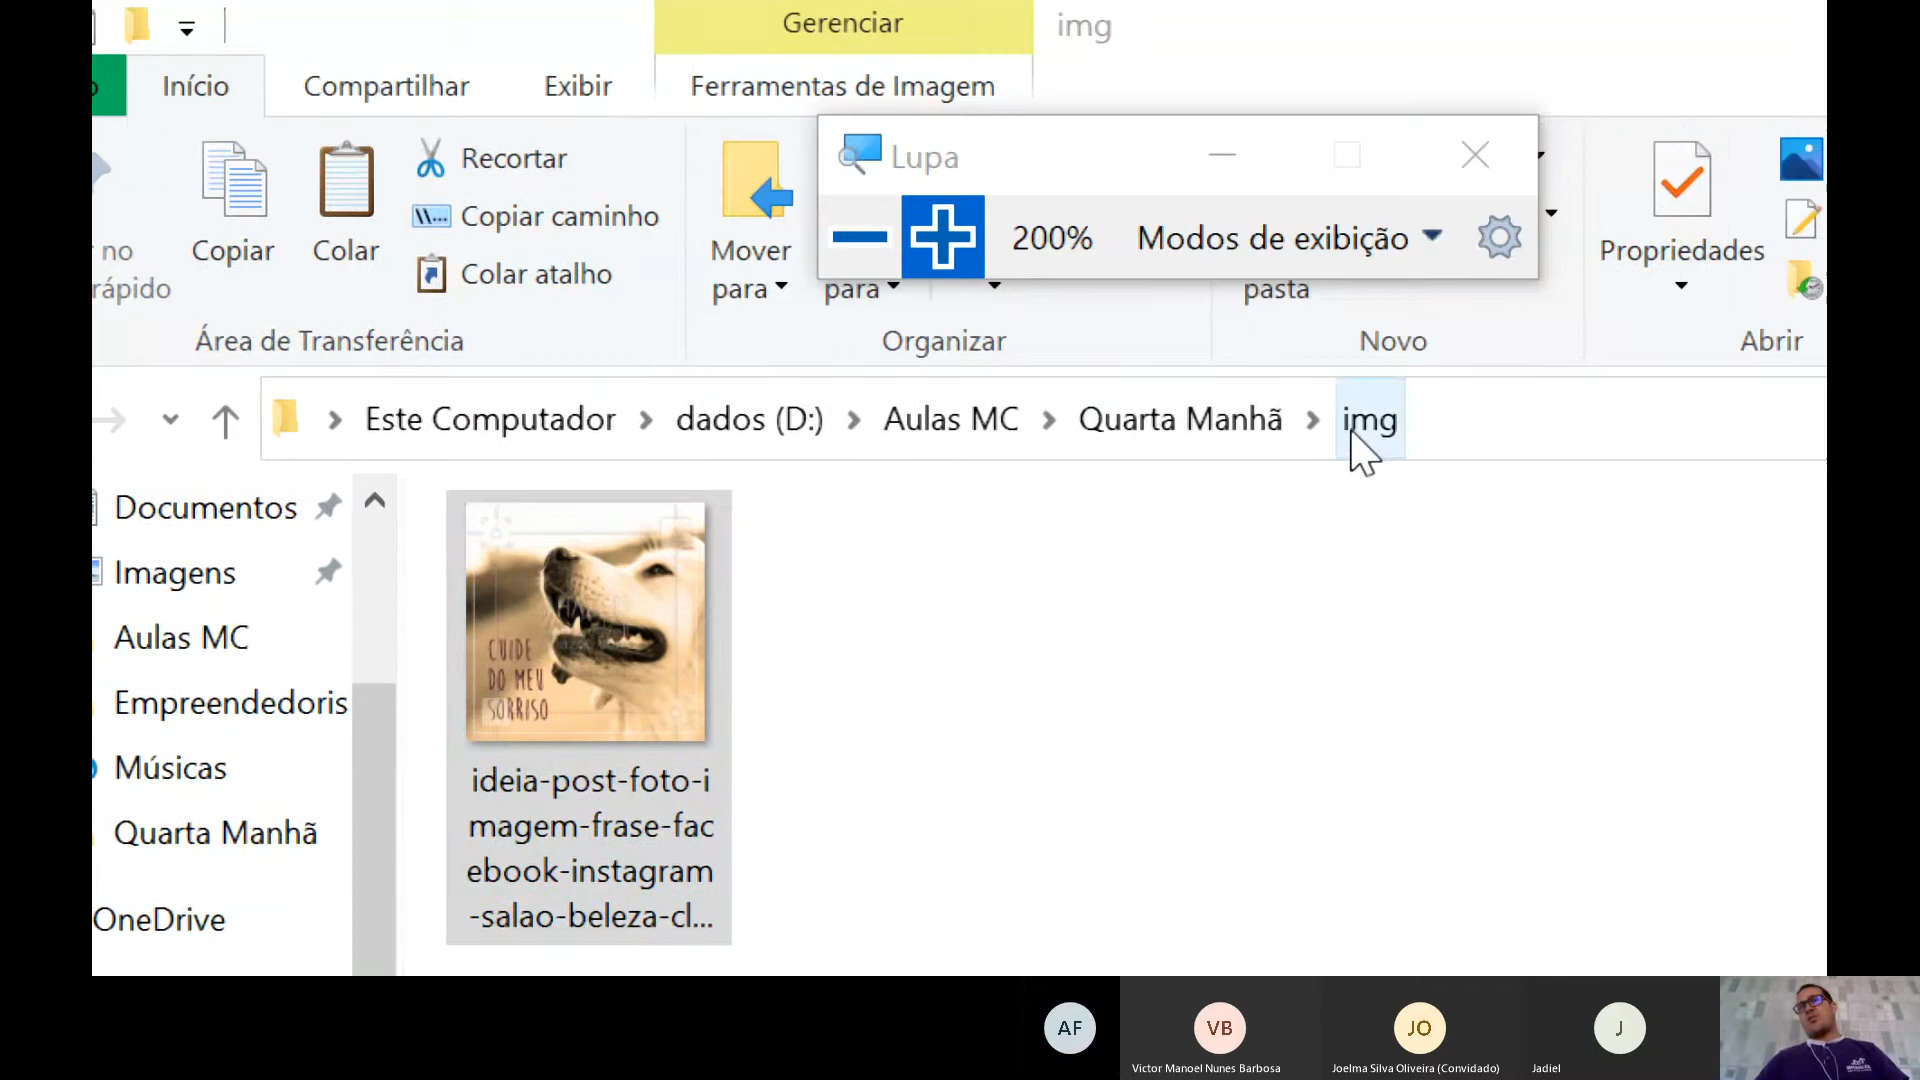 Gerenciar
img
Início
Compartilhar
Exibir
Ferramentas de Imagem
Lupa
200%
Modos de exibição
no
rápido
Copiar
Colar
Recortar
Copiar caminho
Colar atalho
Mover
para
para
pasta
Propriedades
Área de Transferência
Organizar
Novo
Abrir
Este Computador
dados (D:)
Aulas MC
Quarta Manhã
img
Documentos
Imagens
Aulas MC
Empreendedoris
Músicas
Quarta Manhã
OneDrive
CUIDE
DO MEU
SORRISO
ideia-post-foto-i
magem-frase-fac
ebook-instagram
-salao-beleza-cl...
AF
VB
JO
J
Victor Manoel Nunes Barbosa
Joelma Silva Oliveira (Convidado)
Jadiel